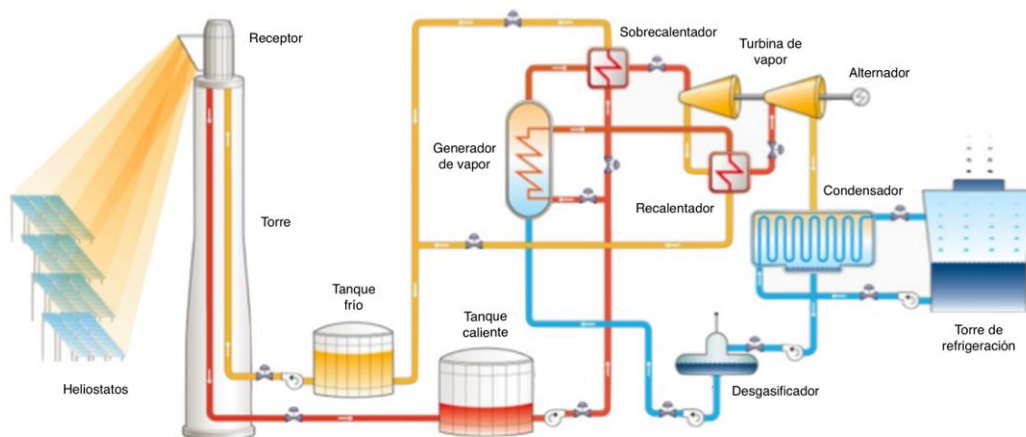 Receptor
Sobrecalentador
Turbina de
vapor
Alternador
Generador
de vapor
Recalentador
Condensador
Torre
Tanque
frío
Tanque
caliente
Heliostatos
Desgasificador
Torre de
refrigeración